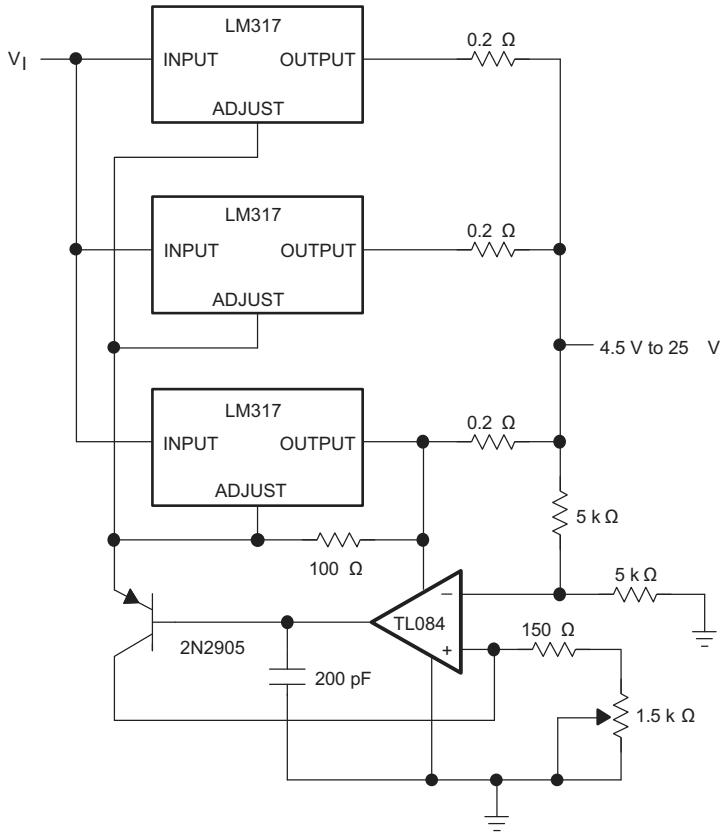 LM317
0.2 Ω
V I
INPUT
OUTPUT
ADJUST
LM317
0.2 Ω
INPUT
OUTPUT
ADJUST
4.5 V to 25 V
LM317
0.2 Ω
INPUT
OUTPUT
ADJUST
5 k Ω
100 Ω
5 k Ω
−
TL084
150 Ω
+
2N2905
200 pF
1.5 k Ω